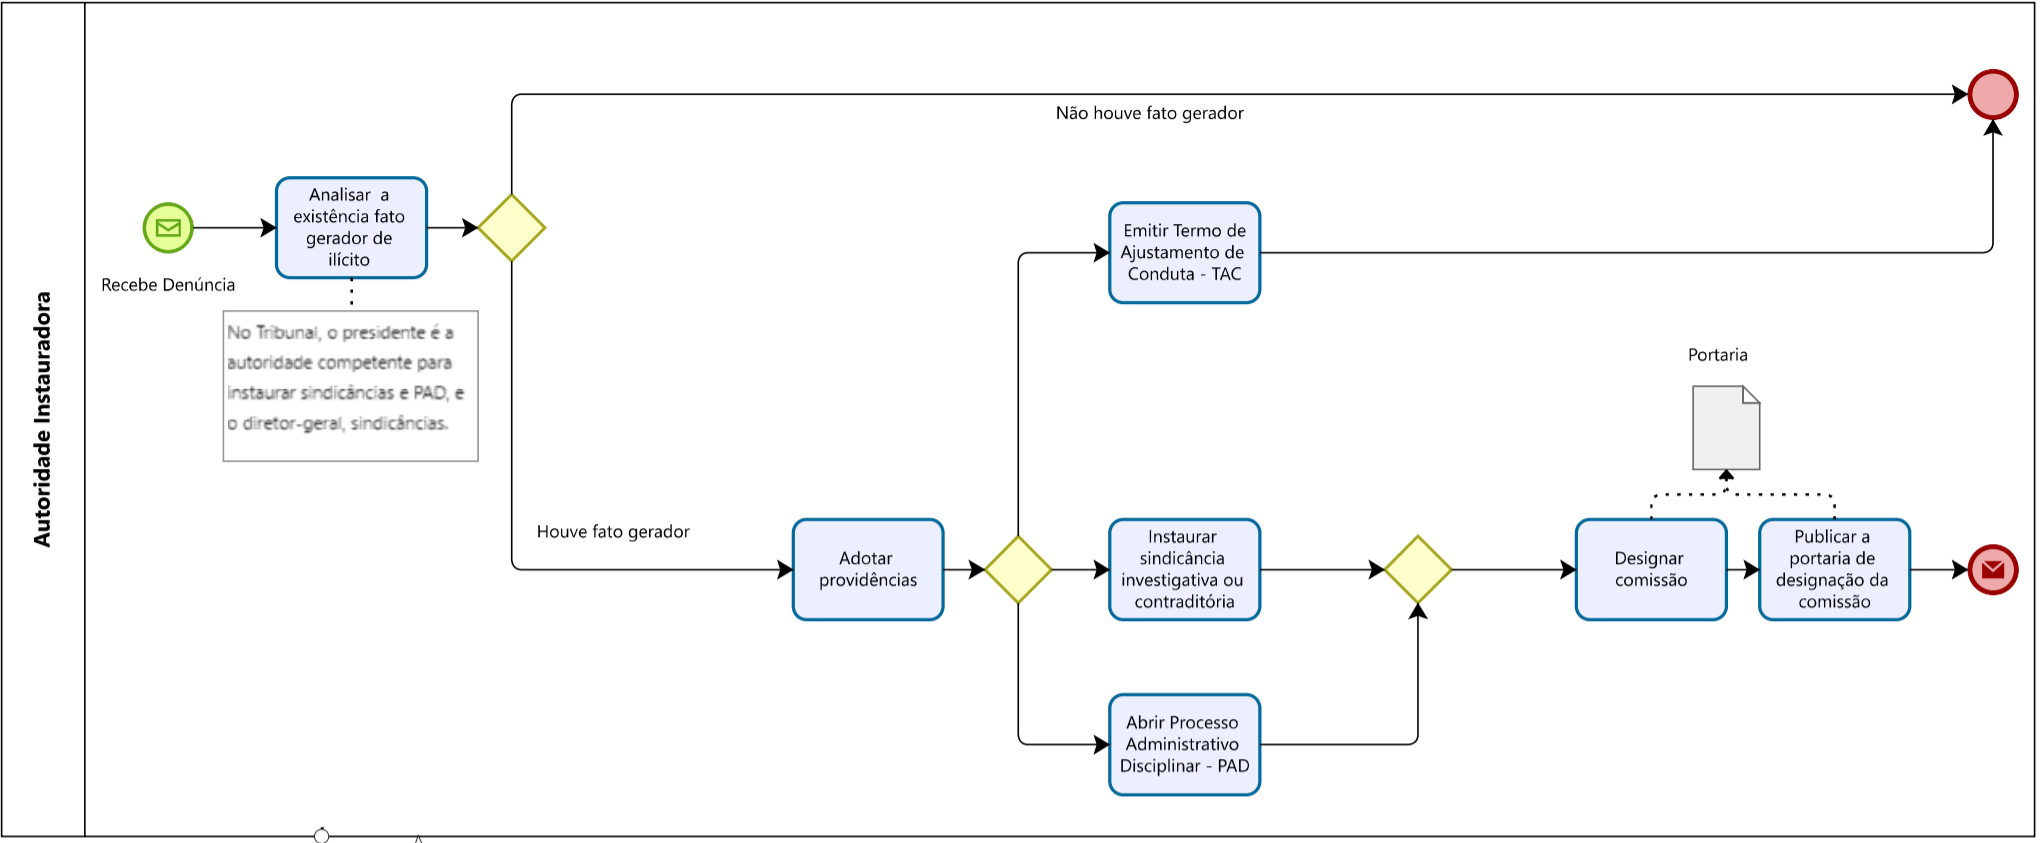 Autoridade Instauradora
Recebe Denúncia
Analisar a
existência fato
gerador de
ilícito
No Tribunal, o presidente é a
autoridade competente para
instaurar sindicâncias e PAD, e
o diretor-geral, sindicâncias.
Não houve fato gerador
Houve fato gerador
Adotar
providências
Emitir Termo de
Ajustamento de
Conduta - TAC
Instaurar
sindicância
investigativa ou
contraditória
Abrir Processo
Administrativo
Disciplinar - PAD
Portaria
Designar
comissão
Publicar a
portaria de
designação da
comissão